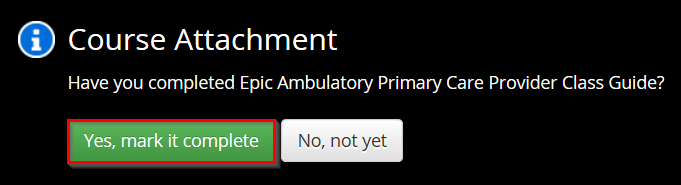 Course Attachment
Have you completed Epic Ambulatory Primary Care Provider Class Guide?
Yes, mark it complete
No, not yet